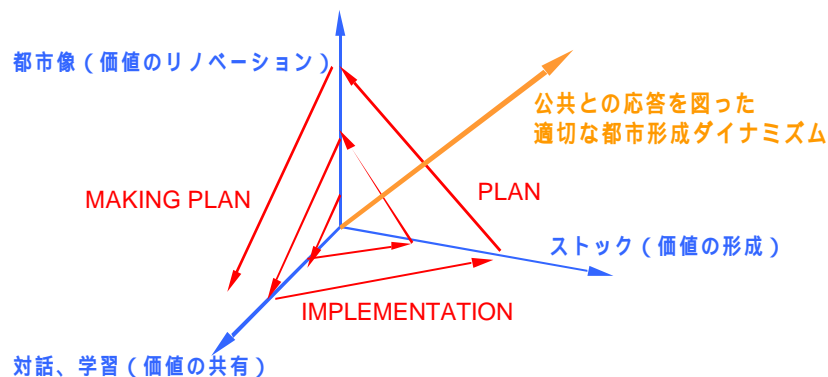 都市像（価値のリノベーション）
公共との応答を図った
適切な都市形成ダイナミズム
MAKING PLAN
PLAN
ストック（価値の形成）
IMPLEMENTATION
対話、学習（価値の共有）